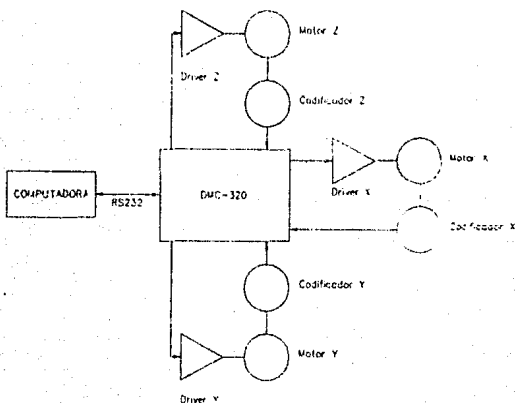 Motor Z
Driver Z
Codificador Z
Motor X
COMPUTADORA
RS232
DMC-320
Driver X
Codificador X
Codificador Y
Motor Y
Driver Y